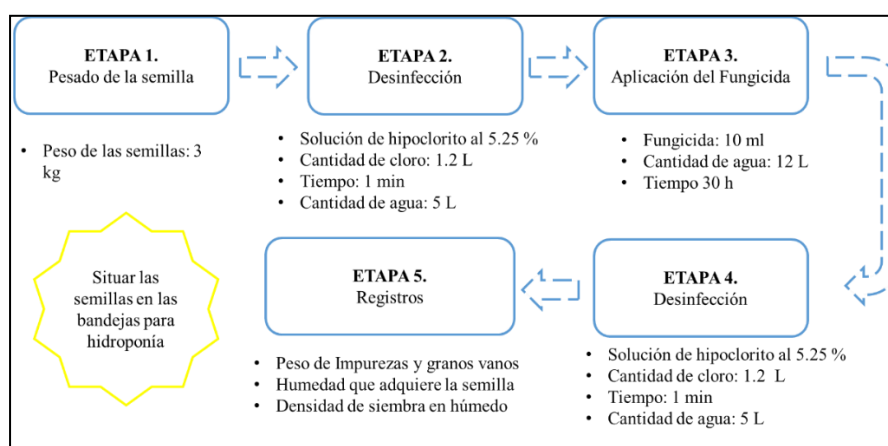 ETAPA 1.
Pesado de la semilla
• Peso de las semillas: 3
kg
ETAPA 2.
Desinfección
• Solución de hipoclorito al 5.25 %
• Cantidad de cloro: 1.2 L
• Tiempo: 1 min
• Cantidad de agua: 5 L
ETAPA 3.
Aplicación del Fungicida
• Fungicida: 10 ml
• Cantidad de agua: 12 L
• Tiempo 30 h
ETAPA 4.
Desinfección
• Solución de hipoclorito al 5.25 %
• Cantidad de cloro: 1.2 L
• Tiempo: 1 min
• Cantidad de agua: 5 L
ETAPA 5.
Registros
• Peso de Impurezas y granos vanos
• Humedad que adquiere la semilla
• Densidad de siembra en húmedo
Situar las
semillas en las
bandejas para
hidroponía